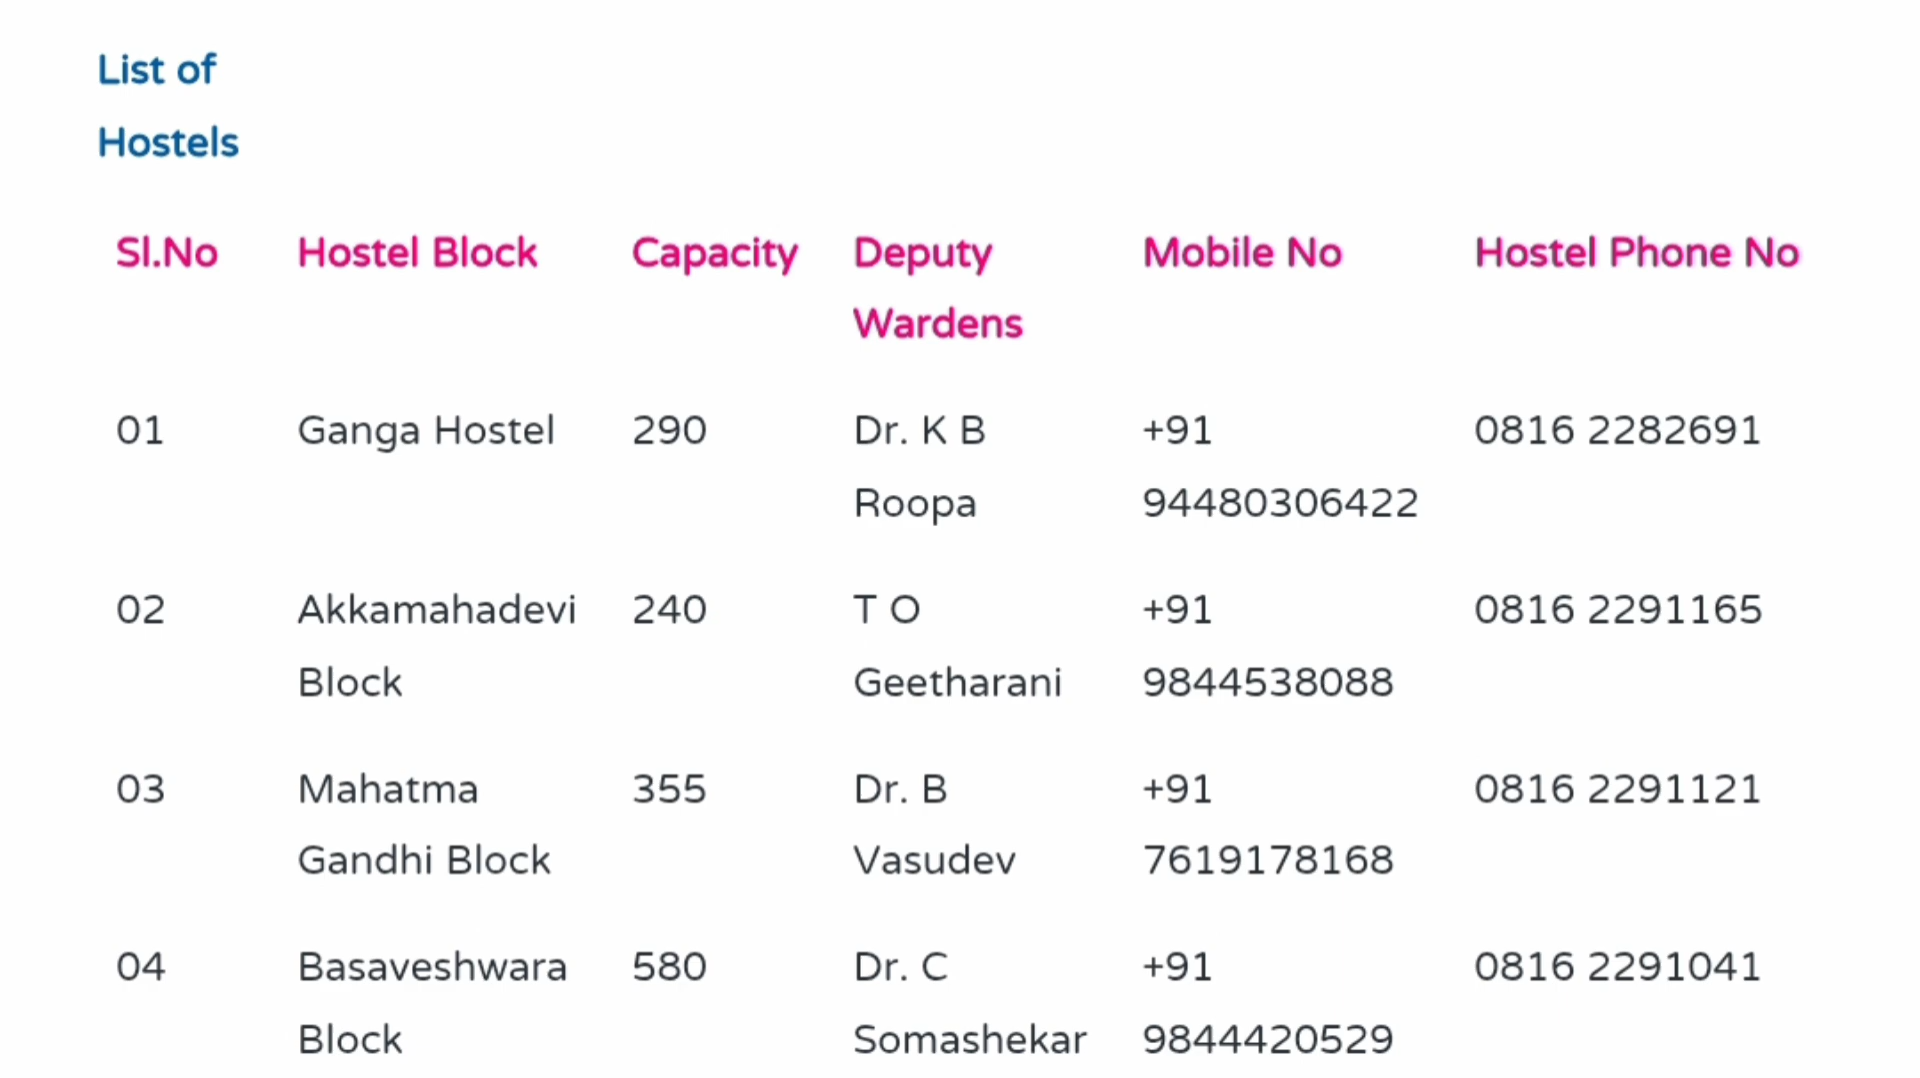 List of
Hostels
Sl.No Hostel Block Capacity Deputy Mobile No Hostel Phone No
Wardens
01 Ganga Hostel 290 Dr. K B +91 0816 2282691
Roopa 94480306422
02 Akkamahadevi 240 T O +91 0816 2291165
Block Geetharani 9844538088
03 Mahatma 355 Dr. B +91 0816 2291121
Gandhi Block Vasudev 7619178168
04 Basaveshwara 580 Dr. C +91 0816 2291041
Block Somashekar 9844420529